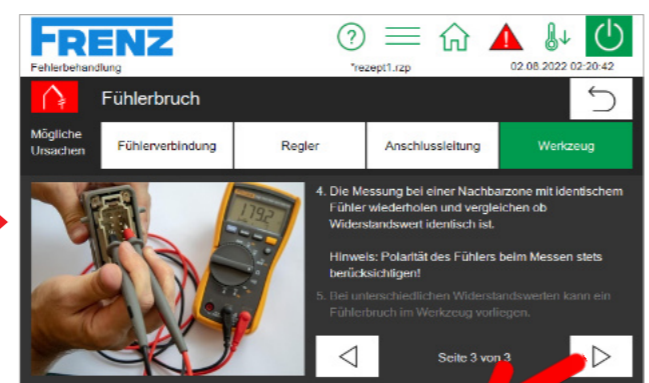 FRENZ
Fehlerbehandlung
*rezept1.rzp
02.08.2022 02:20:42
Fühlerbruch
Mögliche
Ursachen
Fühlerverbindung
Regler
Anschlussleitung
Werkzeug
1792
4. Die Messung bei einer Nachbarzone mit identischem
Fühler wiederholen und vergleichen ob
Widerstandswert identisch ist.
Hinweis: Polarität des Fühlers beim Messen stets
berücksichtigen!
5. Bei unterschiedlichen Widerstandswerten kann ein
Fühlerbruch im Werkzeug vorliegen.
Seite 3 von 3